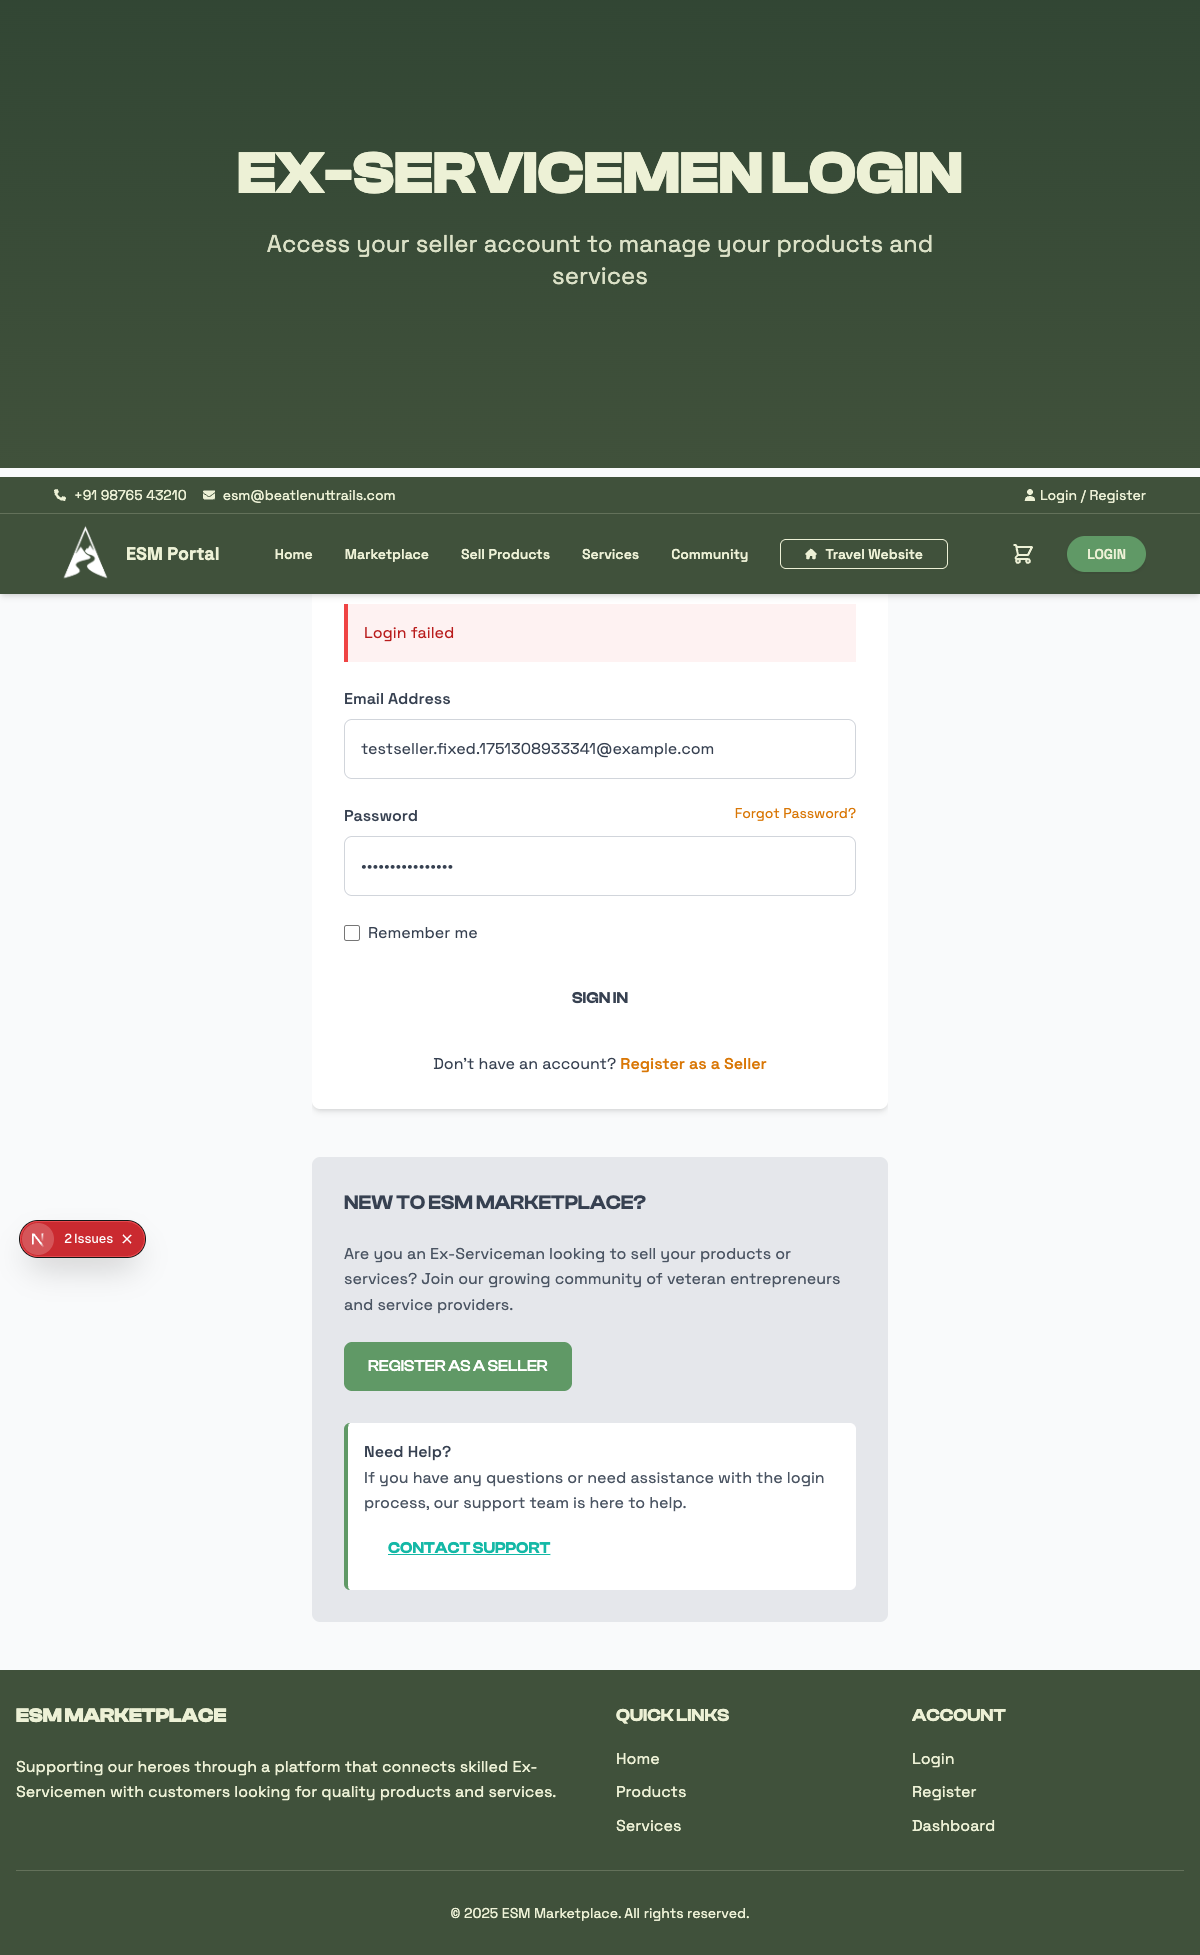 EX-SERVICEMEN LOGIN
Access your seller account to manage your products and
services
+91 98765 43210 esm@beatlenuttrails.com Login / Register
ESM Portal Home Marketplace Sell Products Services Community Travel Website LOGIN
Login failed
Email Address
testseller.fixed.1751308933341@example.com
Password Forgot Password?
••••••••••••••••
Remember me
SIGN IN
Don't have an account? Register as a Seller
NEW TO ESM MARKETPLACE?
Are you an Ex-Serviceman looking to sell your products or
services? Join our growing community of veteran entrepreneurs
and service providers.
N 2 Issues
REGISTER AS A SELLER
Need Help?
If you have any questions or need assistance with the login
process, our support team is here to help.
CONTACT SUPPORT
ESM MARKETPLACE
Supporting our heroes through a platform that connects skilled Ex-
Servicemen with customers looking for quality products and services.
QUICK LINKS
Home
Products
Services
ACCOUNT
Login
Register
Dashboard
© 2025 ESM Marketplace. All rights reserved.